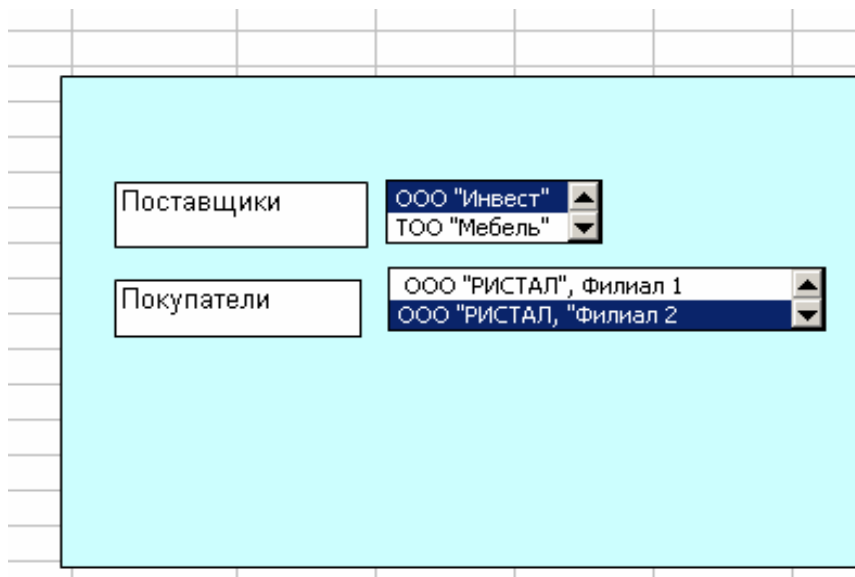 Поставщики
ООО "Инвест"
ТОО "Мебель"
Покупатели
ООО "РИСТАЛ", Филиал 1
ООО "РИСТАЛ, "Филиал 2